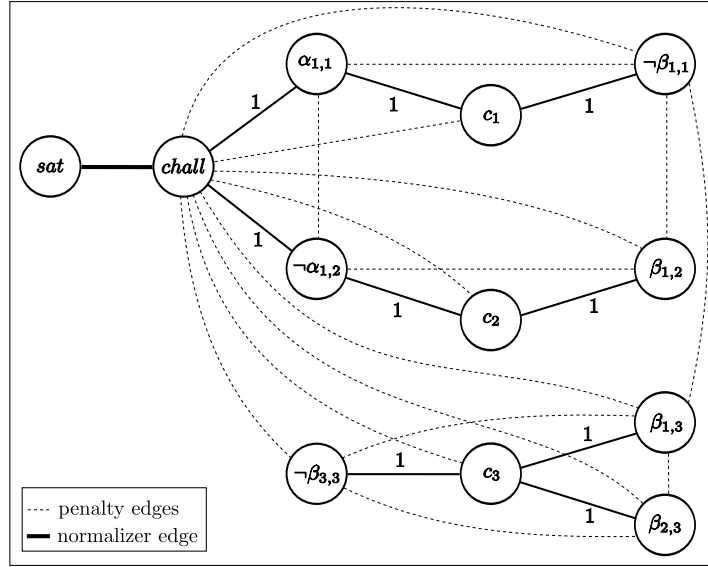 α1,1
¬β1,1
1
1
1
c1
sat
chall
1
¬α1,2
β1,2
1
1
c2
β1,3
1
1
¬β3,3
c3
1
β2,3
penalty edges
normalizer edge